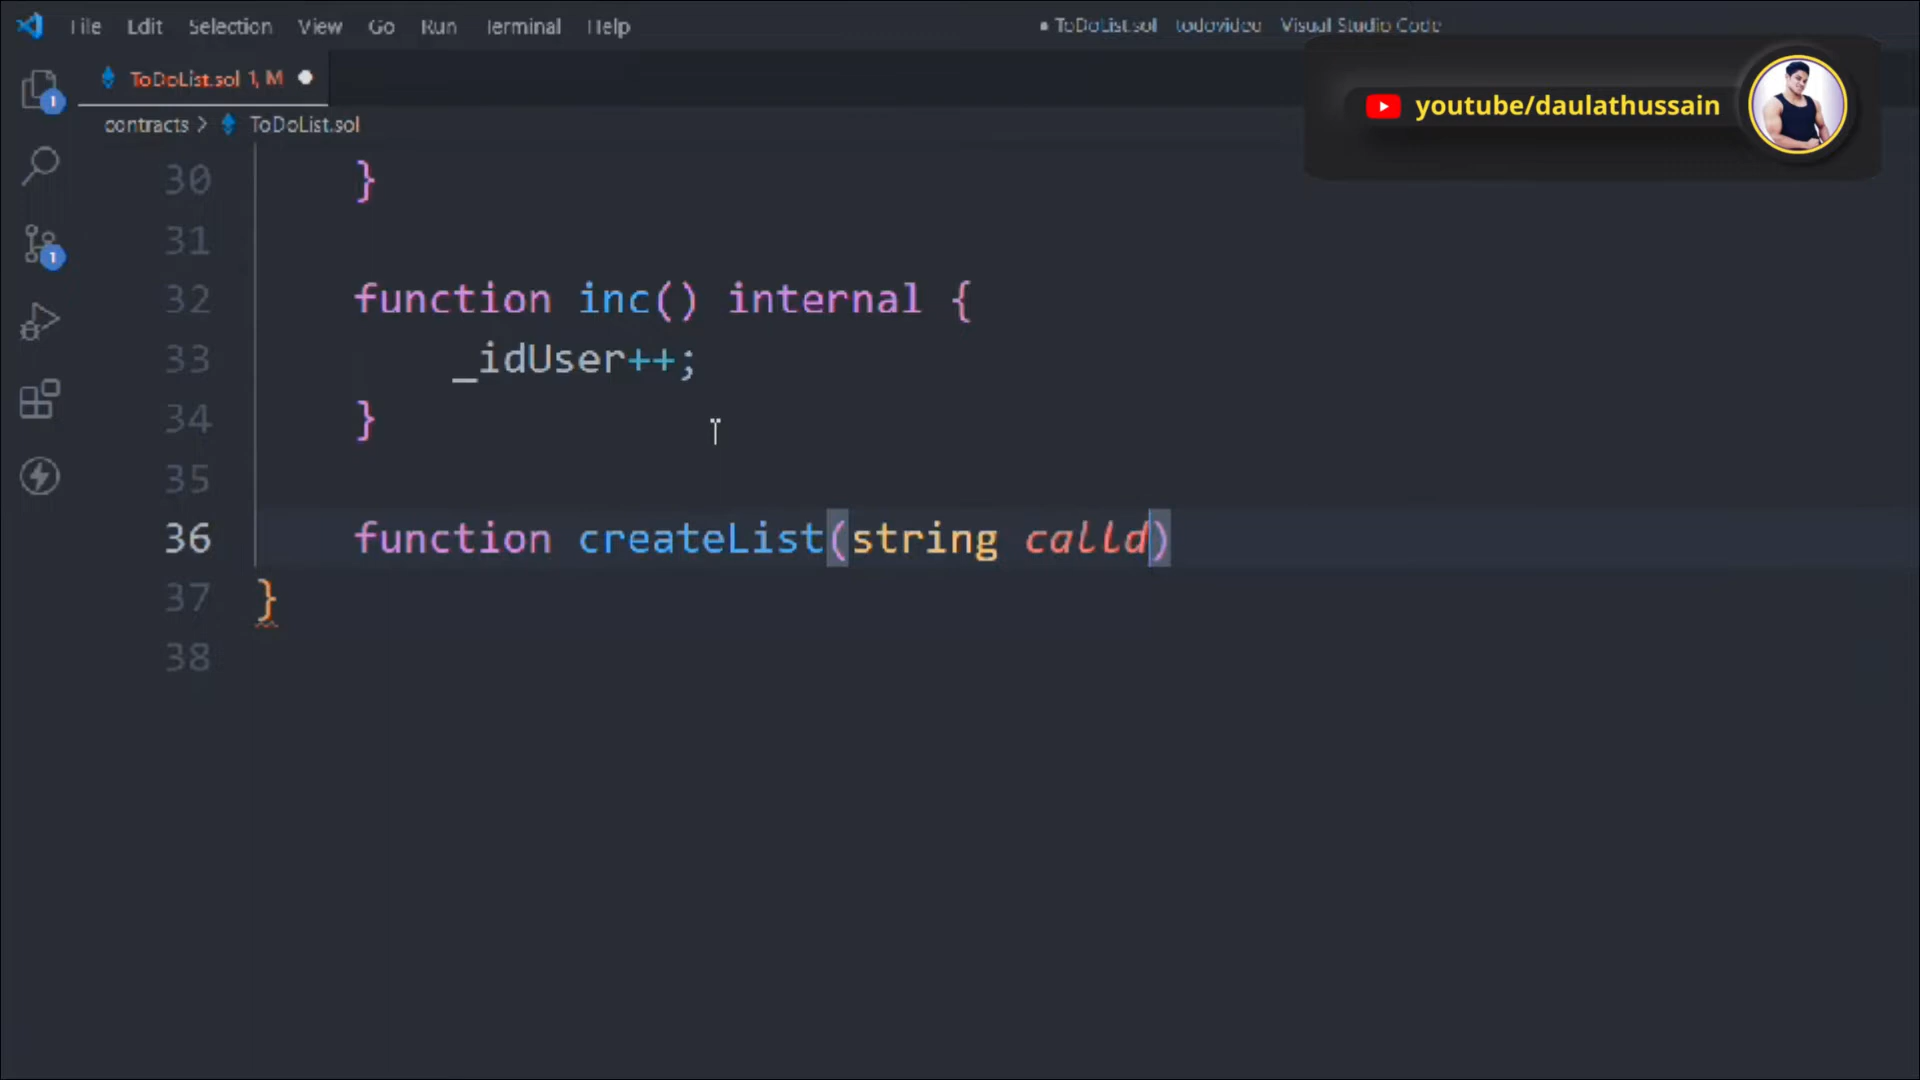 File Edit Selection View Go Run Terminal Help
● ToDoList.sol todovideo Visual Studio Code
ToDoList.sol 1, M
youtube/daulathussain
contracts > ToDoList.sol
1
1
30 }
31
32 function inc() internal {
33 _idUser++;
34 }
35
36 function createList(string calld)
37 }
38